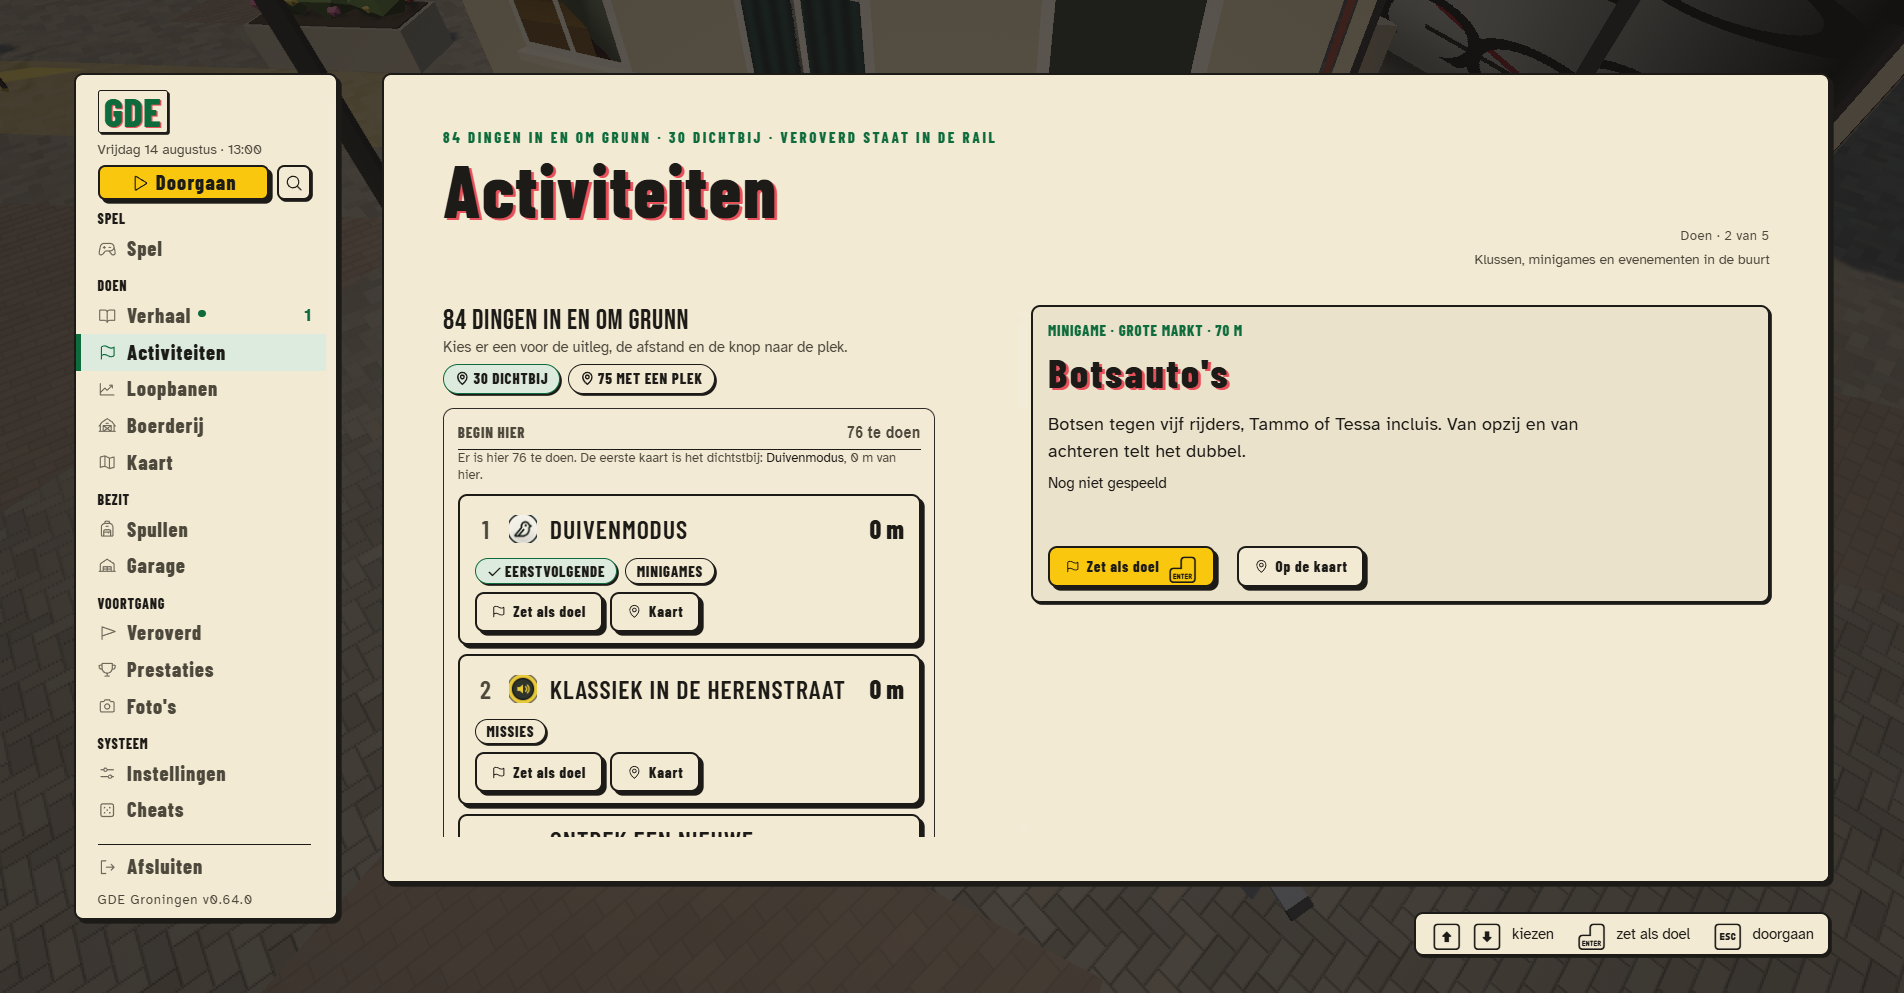 GDE
Vrijdag 14 augustus · 13:00
Doorgaan
SPEL
Spel
DOEN
Verhaal 1
Activiteiten
Loopbanen
Boerderij
Kaart
BEZIT
Spullen
Garage
VOORTGANG
Veroverd
Prestaties
Foto's
SYSTEEM
Instellingen
Cheats
Afsluiten
GDE Groningen v0.64.0
84 DINGEN IN EN OM GRUNN · 30 DICHTBIJ · VEROVERD STAAT IN DE RAIL
Activiteiten
Doen · 2 van 5
Klussen, minigames en evenementen in de buurt
84 DINGEN IN EN OM GRUNN
Kies er een voor de uitleg, de afstand en de knop naar de plek.
30 DICHTBIJ 75 MET EEN PLEK
BEGIN HIER 76 te doen
Er is hier 76 te doen. De eerste kaart is het dichtstbij: Duivenmodus, 0 m van
hier.
1 DUIVENMODUS 0 m
EERSTVOLGENDE MINIGAMES
Zet als doel Kaart
2 KLASSIEK IN DE HERENSTRAAT 0 m
MISSIES
Zet als doel Kaart
ONTDEK EEN NIEUWE
MINIGAME · GROTE MARKT · 70 M
Botsauto's
Botsen tegen vijf rijders, Tammo of Tessa incluis. Van opzij en van
achteren telt het dubbel.
Nog niet gespeeld
Zet als doel ENTER Op de kaart
kiezen ENTER zet als doel ESC doorgaan